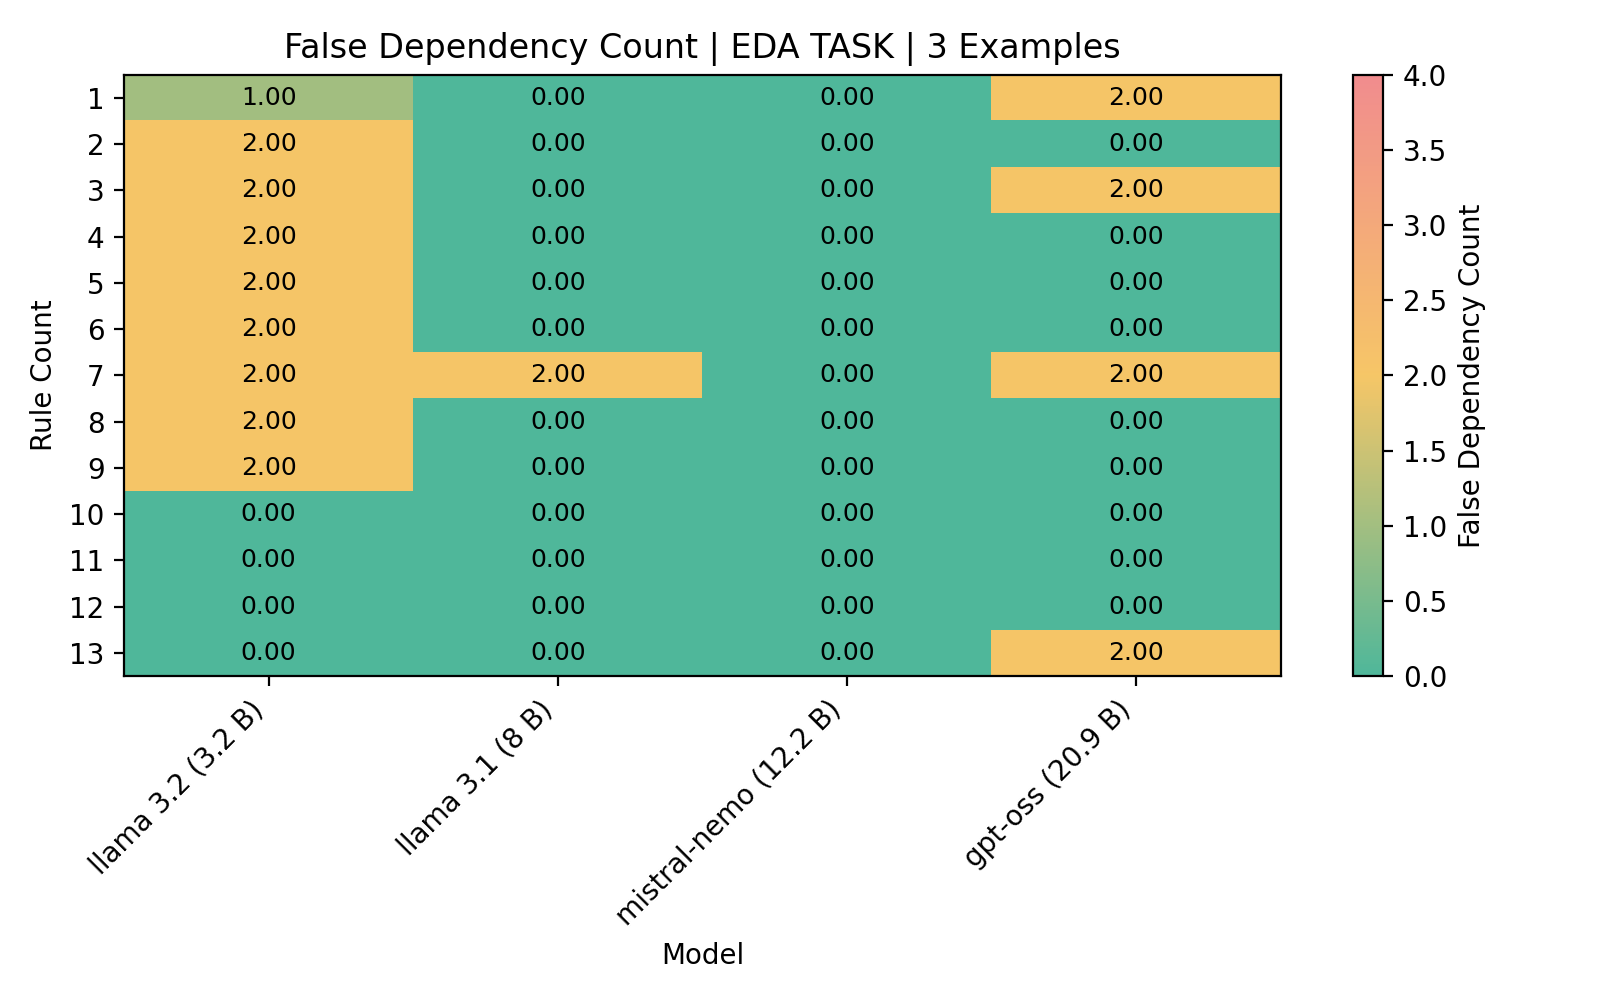 False Dependency Count | EDA TASK | 3 Examples
1 1.00 0.00 0.00 2.00
2 2.00 0.00 0.00 0.00
3 2.00 0.00 0.00 2.00
4 2.00 0.00 0.00 0.00
5 2.00 0.00 0.00 0.00
6 2.00 0.00 0.00 0.00
7 2.00 2.00 0.00 2.00
8 2.00 0.00 0.00 0.00
9 2.00 0.00 0.00 0.00
10 0.00 0.00 0.00 0.00
11 0.00 0.00 0.00 0.00
12 0.00 0.00 0.00 0.00
13 0.00 0.00 0.00 2.00
Rule Count
llama 3.2 (3.2 B)
llama 3.1 (8 B)
mistral-nemo (12.2 B)
gpt-oss (20.9 B)
Model
4.0
3.5
3.0
2.5
2.0
1.5
1.0
0.5
0.0
False Dependency Count